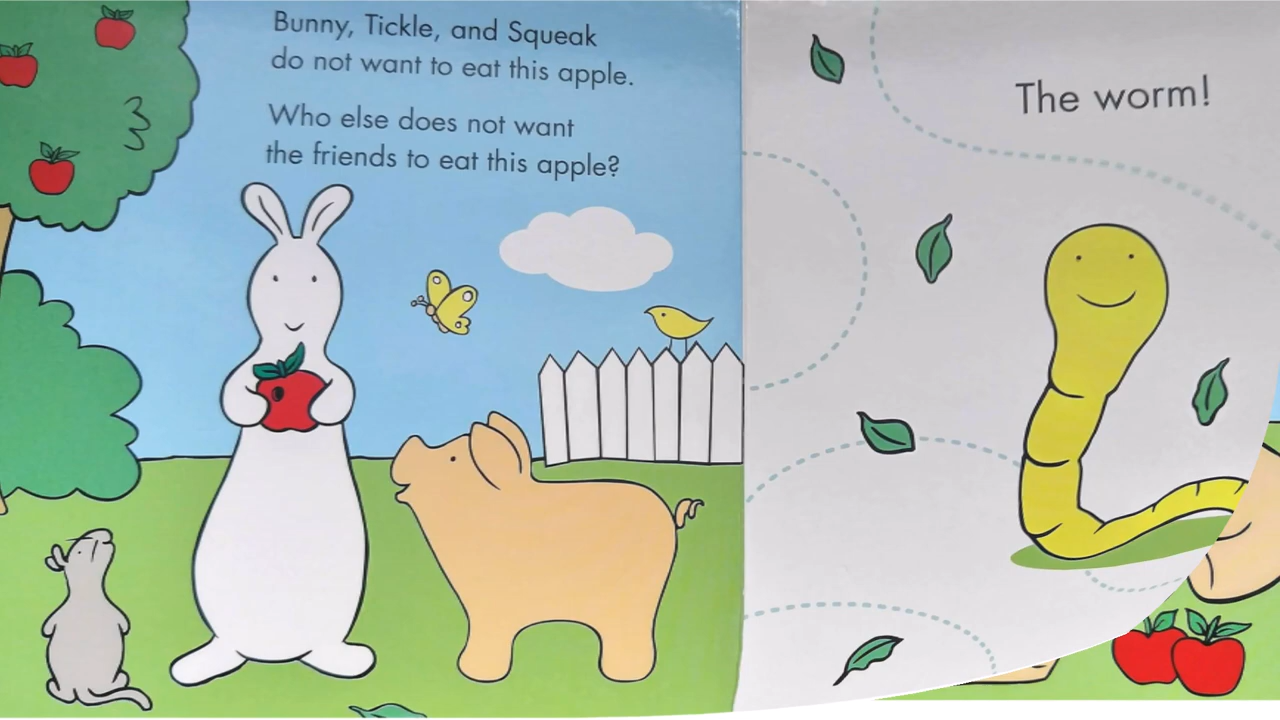 Bunny, Tickle, and Squeak
do not want to eat this apple.
Who else does not want
the friends to eat this apple?
The worm!